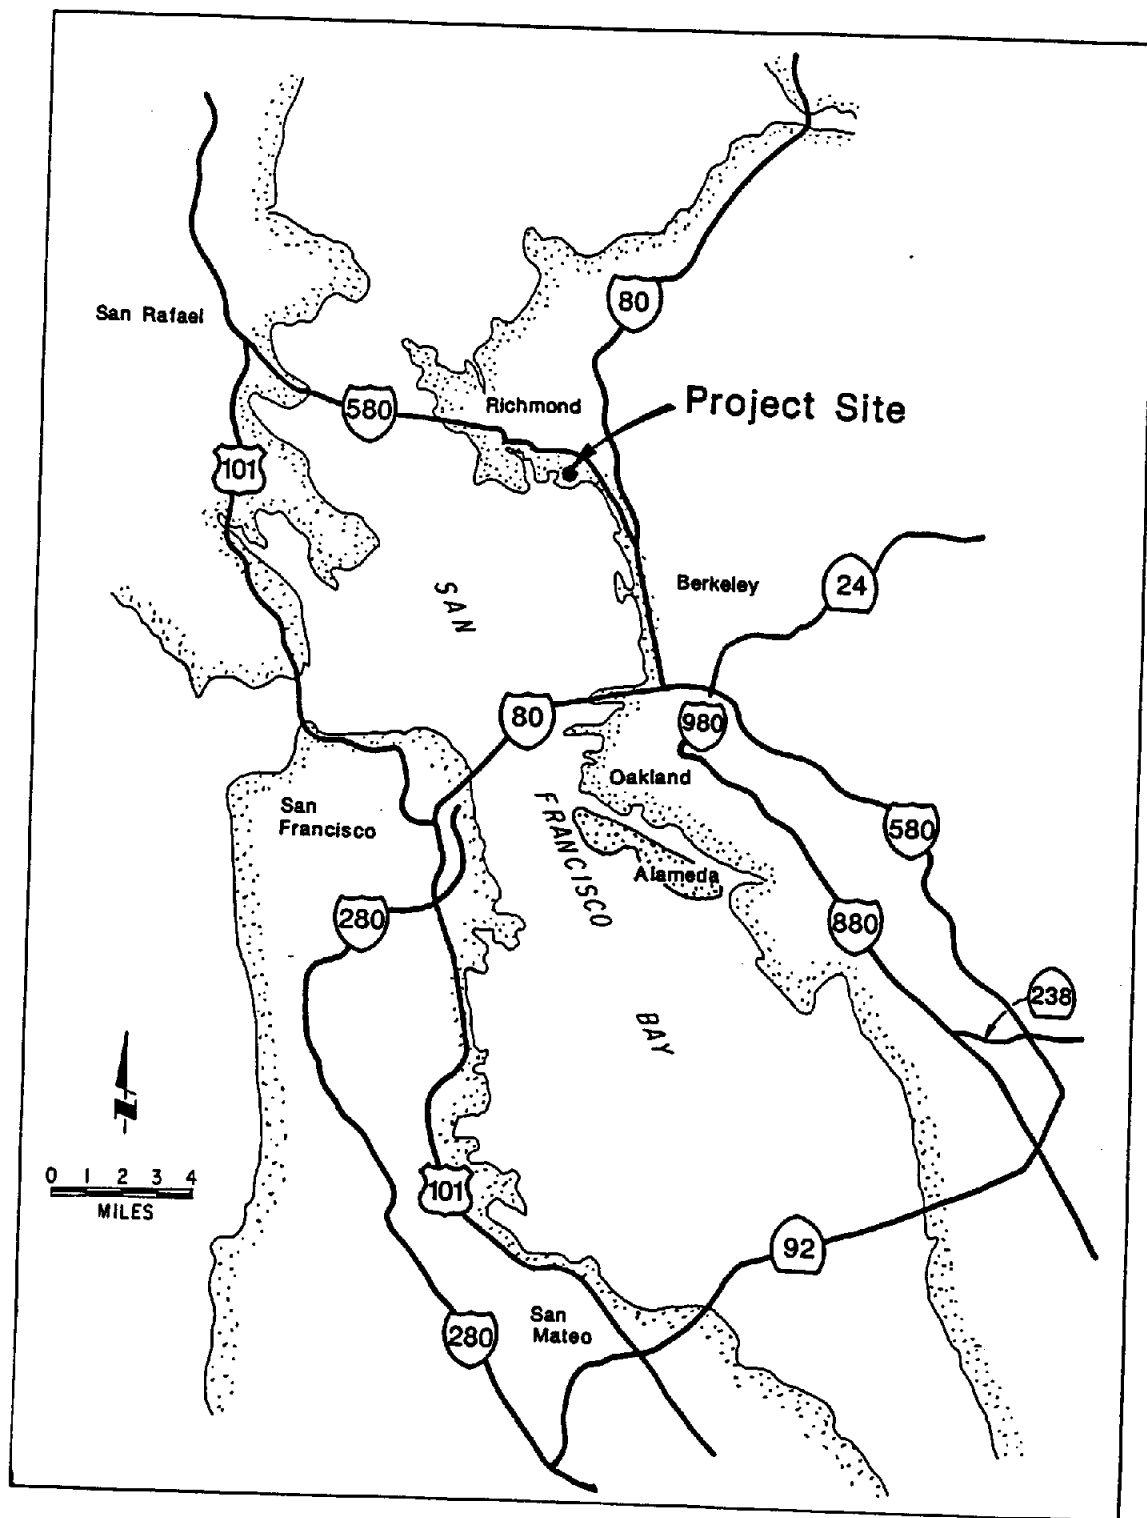 80
San Rafael
580
Richmond
Project Site
101
SAN
Berkeley
24
80
980
Oakland
San
Francisco
FRANCISCO
580
Alameda
280
880
238
BAY
N
0 1 2 3 4
MILES
101
92
San
Mateo
280